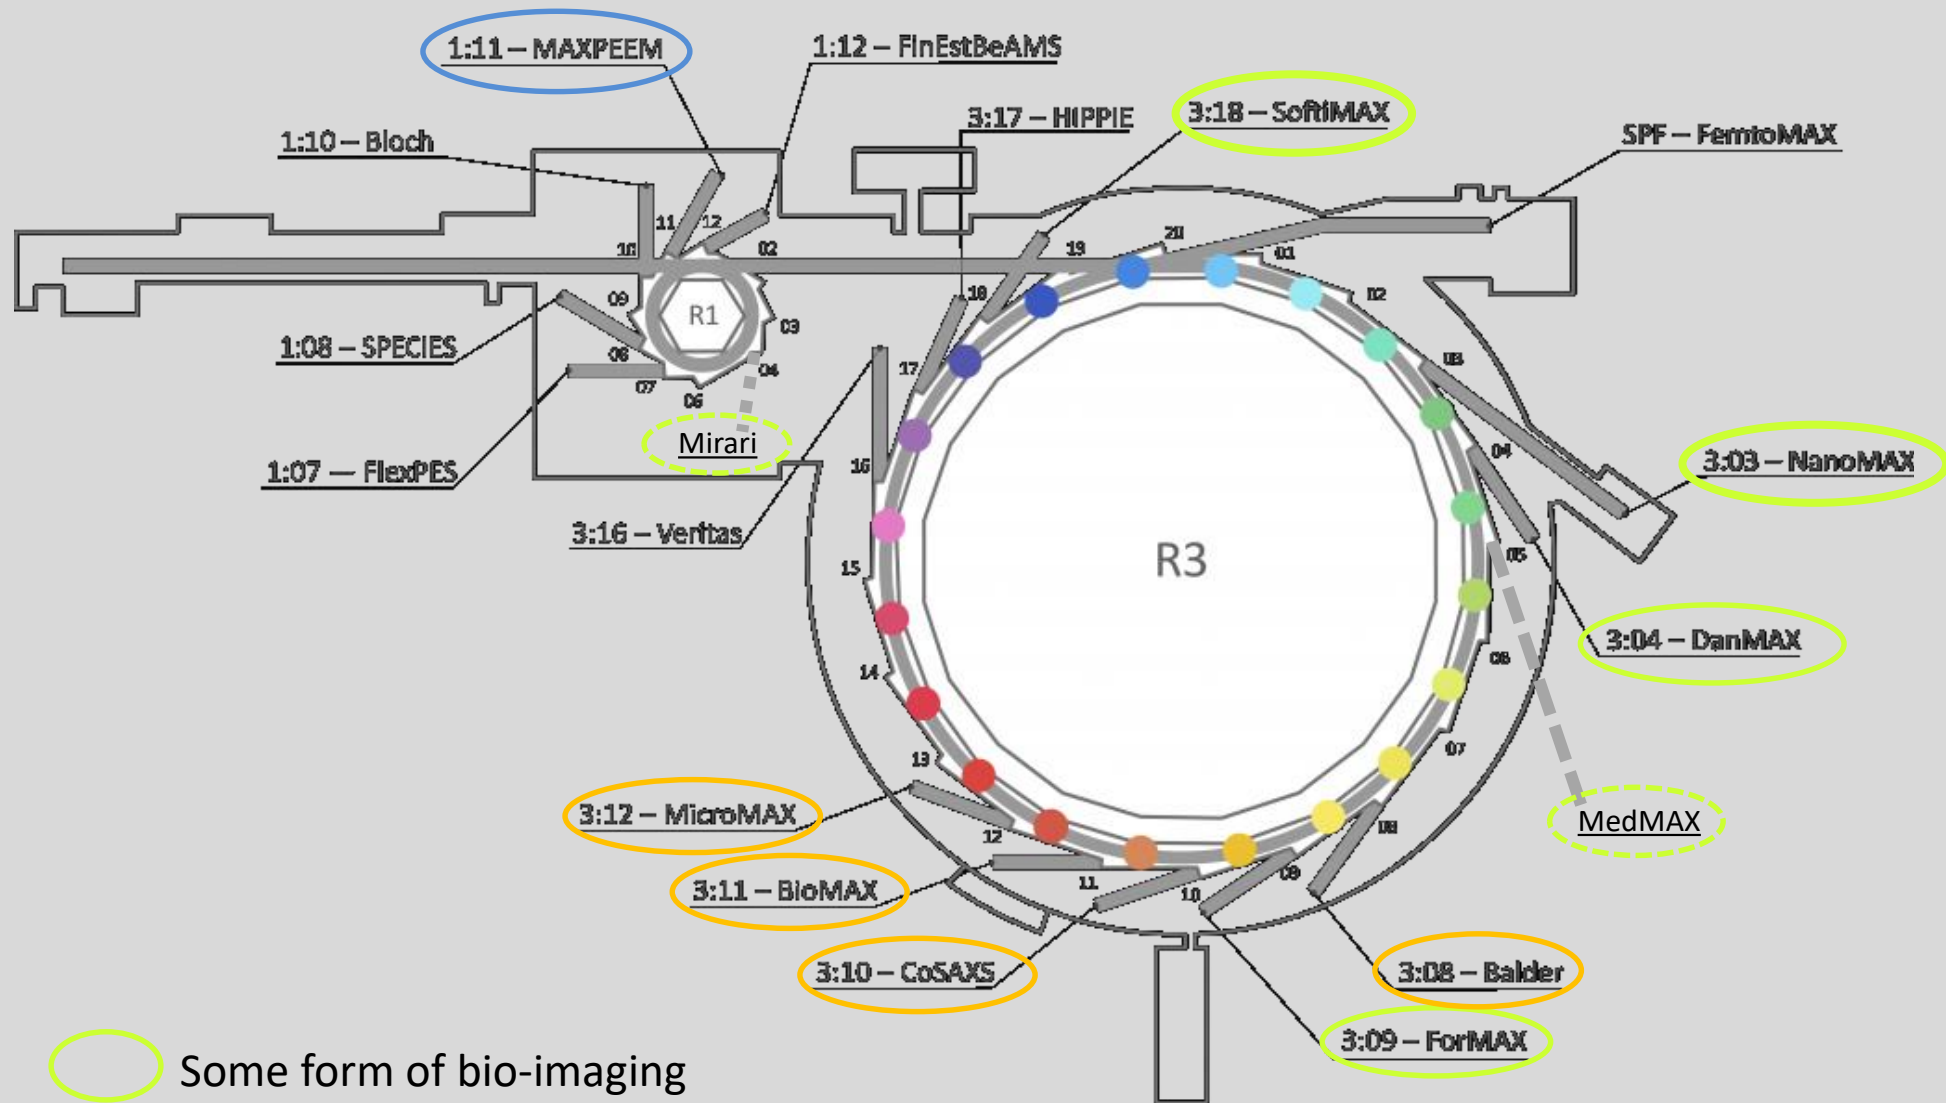 1:11 – MAXPEEM
1:12 – FinEstBeAMS
3:18 – SoftiMAX
3:17 – HIPPIE
SPF – FemtoMAX
1:10 – Bloch
11
12
10
02
20
19
01
18
02
09
R1
03
1:08 – SPECIES
08
04
03
07
06
17
Mirari
04
3:03 – NanoMAX
1:07 — FlexPES
16
3:16 – Veritas
R3
05
15
3:04 – DanMAX
06
14
07
13
3:12 – MicroMAX
12
08
MedMAX
3:11 – BioMAX
11
09
10
3:10 – CoSAXS
3:08 – Balder
3:09 – ForMAX
Some form of bio-imaging